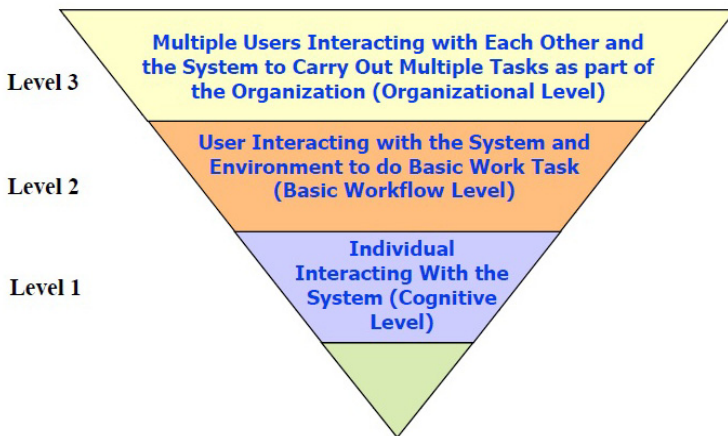 Multiple Users Interacting with Each Other and
the System to Carry Out Multiple Tasks as part of
the Organization (Organizational Level)
Level 3
User Interacting with the System and
Environment to do Basic Work Task
(Basic Workflow Level)
Level 2
Individual
Interacting With the
System (Cognitive
Level)
Level 1